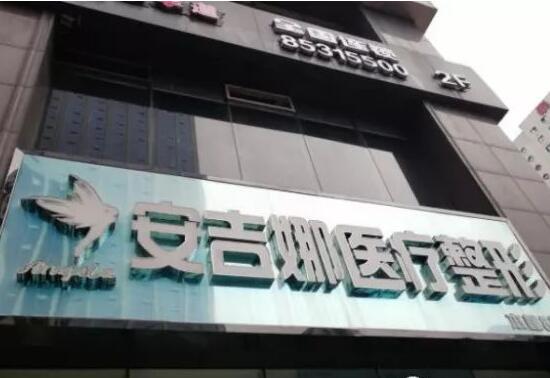 全国连锁
85315500
2F
安吉娜医疗整形
Angela